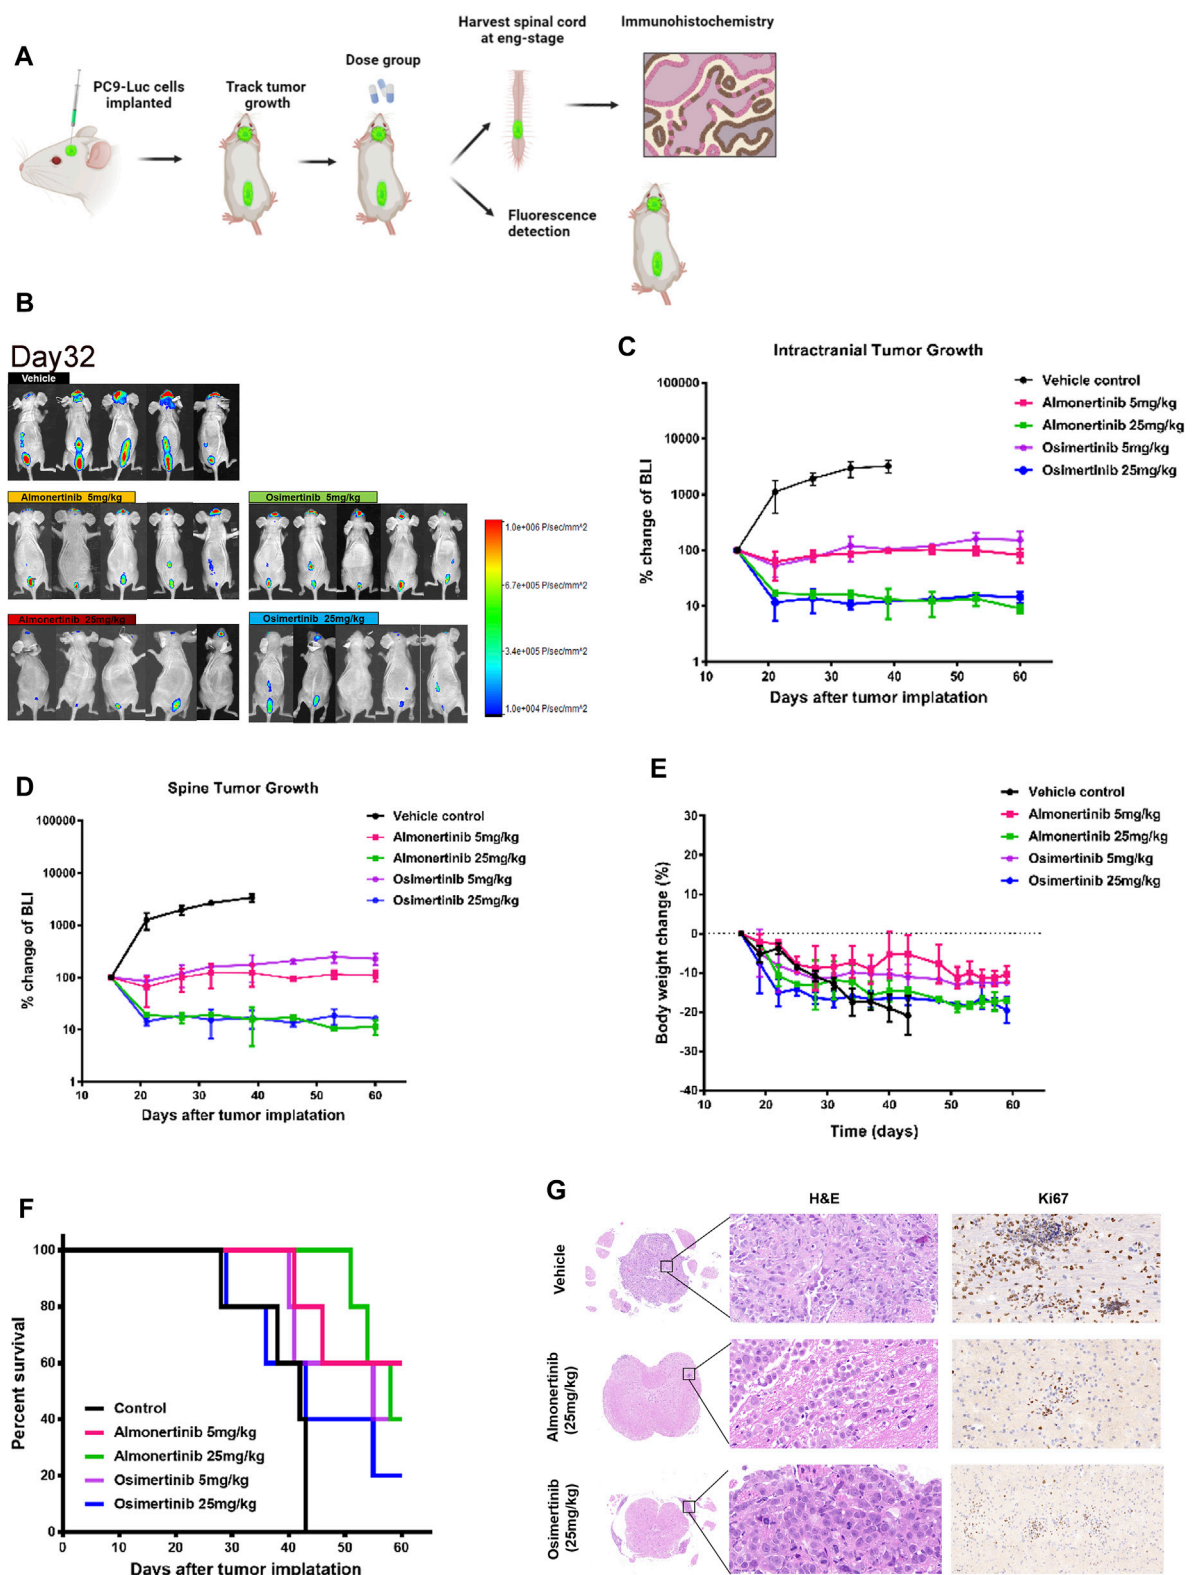 A
PC9-Luc cells
implanted
Track tumor
growth
Dose group
Harvest spinal cord
at eng-stage
Immunohistochemistry
Fluorescence
detection
B
Day32
Vehicle
Almonertinib 5mg/kg
Osimertinib 5mg/kg
Almonertinib 25mg/kg
Osimertinib 25mg/kg
1.0e+006 P/sec/mm^2
6.7e+005 P/sec/mm^2
3.4e+005 P/sec/mm^2
1.0e+004 P/sec/mm^2
C
Intractranial Tumor Growth
% change of BLI
100000
10000
1000
100
10
1
10
20
30
40
50
60
Days after tumor implatation
Vehicle control
Almonertinib 5mg/kg
Almonertinib 25mg/kg
Osimertinib 5mg/kg
Osimertinib 25mg/kg
D
Spine Tumor Growth
% change of BLI
100000
10000
1000
100
10
1
10
20
30
40
50
60
Days after tumor implatation
Vehicle control
Almonertinib 5mg/kg
Almonertinib 25mg/kg
Osimertinib 5mg/kg
Osimertinib 25mg/kg
E
Body weight change (%)
30
20
10
0
-10
-20
-30
-40
10
20
30
40
50
60
Time (days)
Vehicle control
Almonertinib 5mg/kg
Almonertinib 25mg/kg
Osimertinib 5mg/kg
Osimertinib 25mg/kg
F
Percent survival
100
80
60
40
20
0
0
10
20
30
40
50
60
Days after tumor implatation
Control
Almonertinib 5mg/kg
Almonertinib 25mg/kg
Osimertinib 5mg/kg
Osimertinib 25mg/kg
G
H&E
Ki67
Vehicle
Almonertinib
(25mg/kg)
Osimertinib
(25mg/kg)